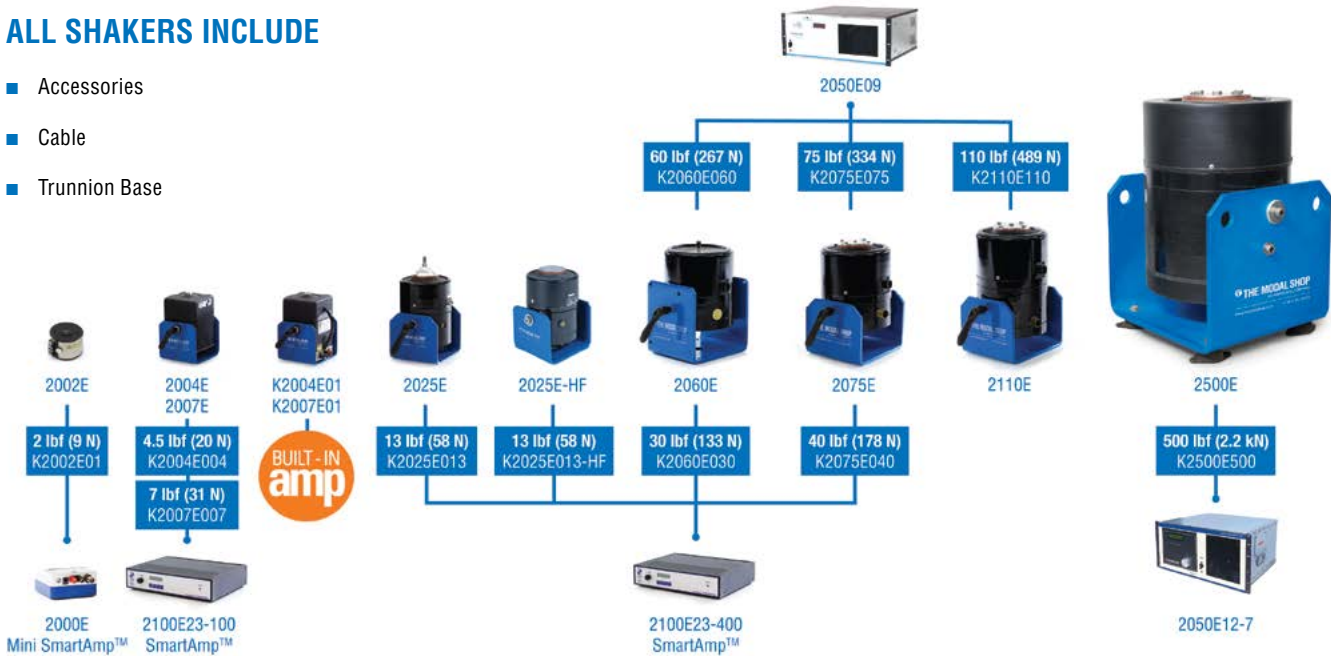 ALL SHAKERS INCLUDE
Accessories
Cable
Trunnion Base
2050E09
60 lbf (267 N)
K2060E060
75 lbf (334 N)
K2075E075
110 lbf (489 N)
K2110E110
THE MODAL SHOP
2002E
2004E
2007E
K2004E01
K2007E01
2025E
2025E-HF
2060E
THE MODAL SHOP
2075E
2110E
2500E
2 lbf (9 N)
K2002E01
4.5 lbf (20 N)
K2004E004
7 lbf (31 N)
K2007E007
BUILT-IN
amp
13 lbf (58 N)
K2025E013
13 lbf (58 N)
K2025E013-HF
30 lbf (133 N)
K2060E030
40 lbf (178 N)
K2075E040
500 lbf (2.2 kN)
K2500E500
2000E
Mini SmartAmp™
2100E23-100
SmartAmp™
2100E23-400
SmartAmp™
2050E12-7